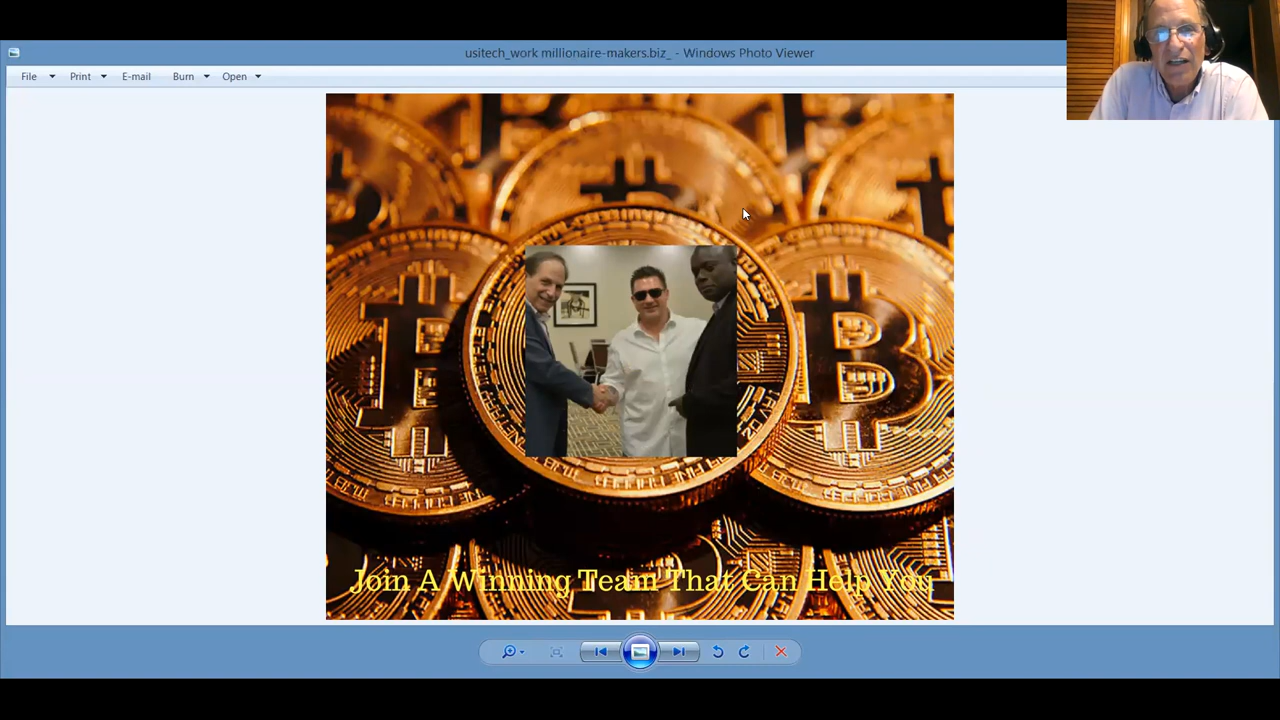 usitech_work millionaire-makers.biz_ - Windows Photo Viewer
File Print E-mail Burn Open
Join A Winning Team That Can Help You